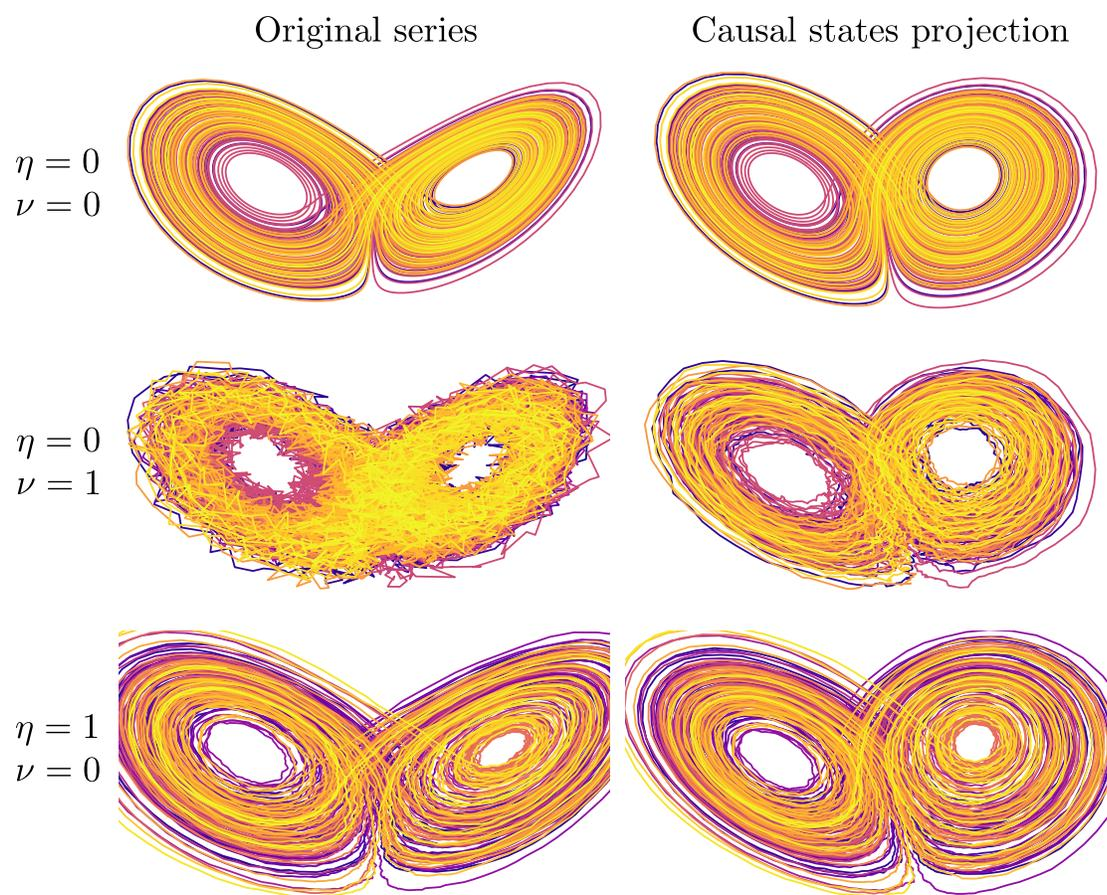 Original series
Causal states projection
η = 0
ν = 0
η = 0
ν = 1
η = 1
ν = 0